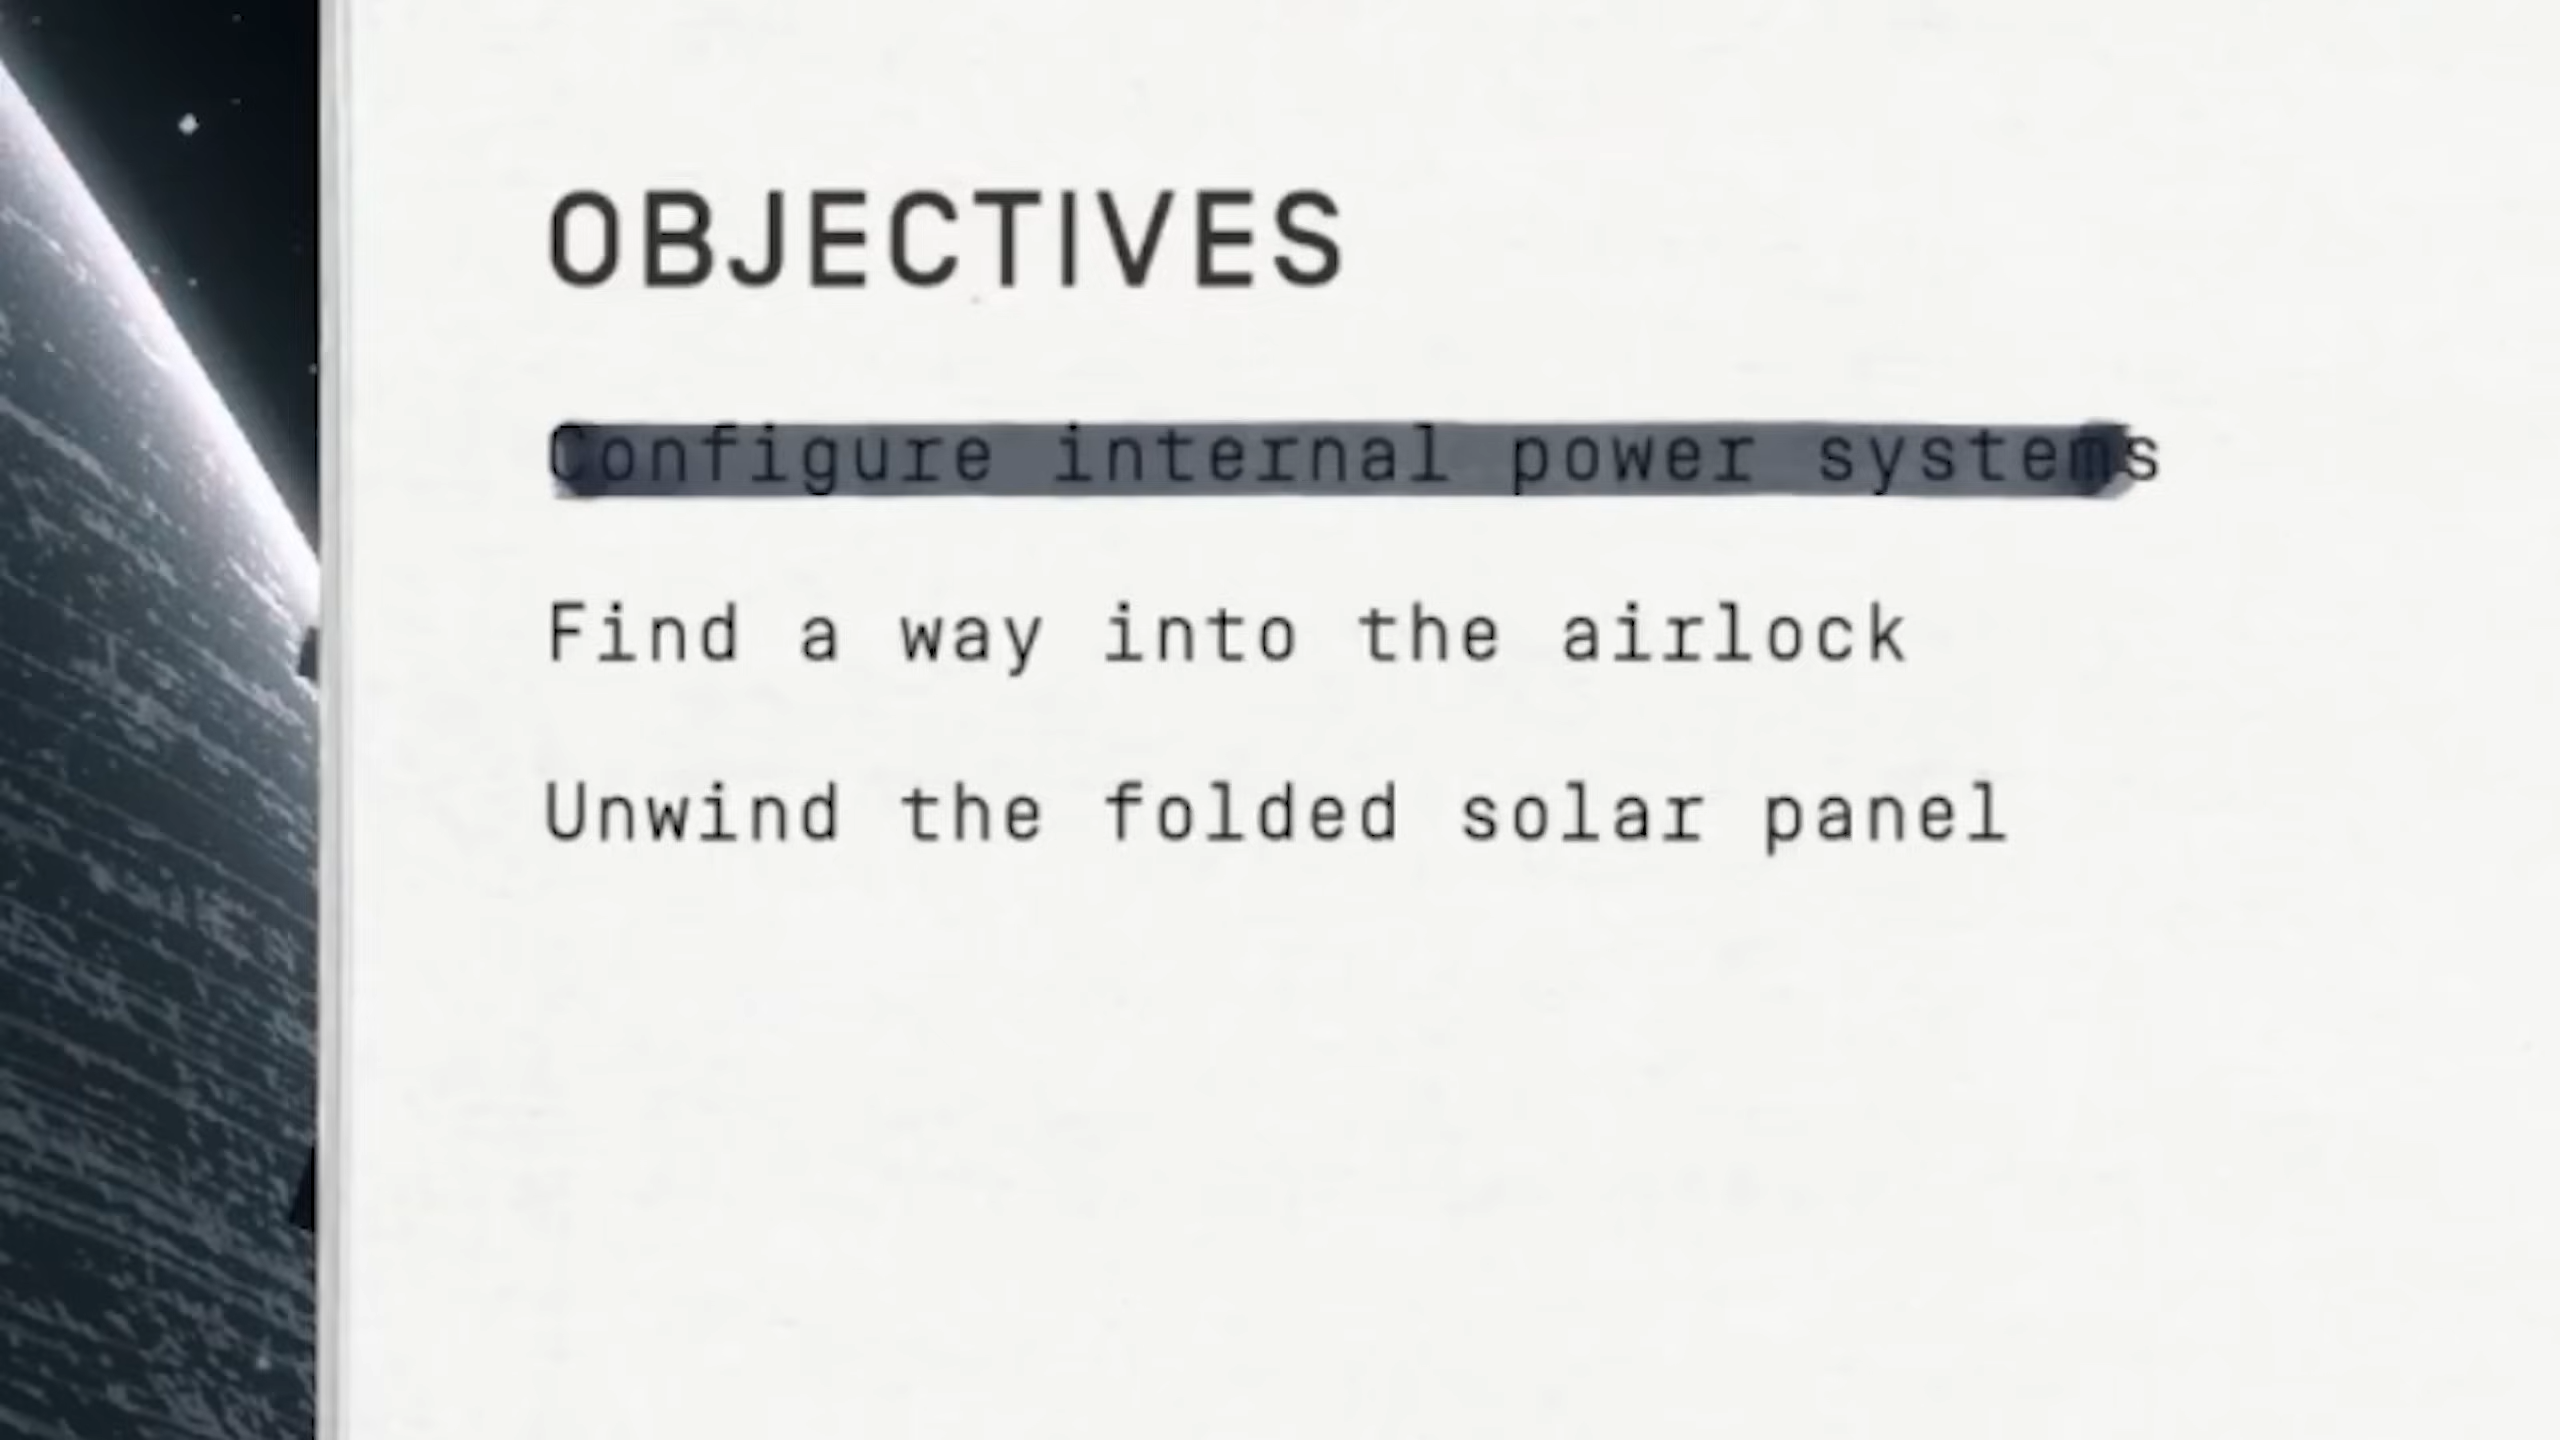 OBJECTIVES
Configure internal power systems
Find a way into the airlock
Unwind the folded solar panel